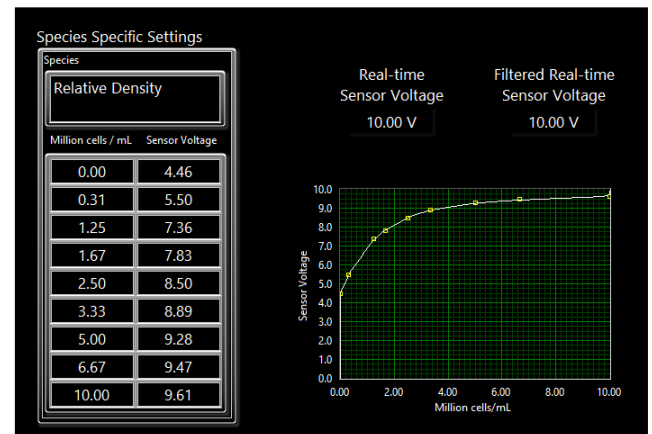 Species Specific Settings
Species
Relative Density
Million cells / mL Sensor Voltage
0.00 4.46
0.31 5.50
1.25 7.36
1.67 7.83
2.50 8.50
3.33 8.89
5.00 9.28
6.67 9.47
10.00 9.61
Real-time
Sensor Voltage
10.00 V
Filtered Real-time
Sensor Voltage
10.00 V
Sensor Voltage
10.0
9.0
8.0
7.0
6.0
5.0
4.0
3.0
2.0
1.0
0.0
0.00 2.00 4.00 6.00 8.00 10.00
Million cells/mL